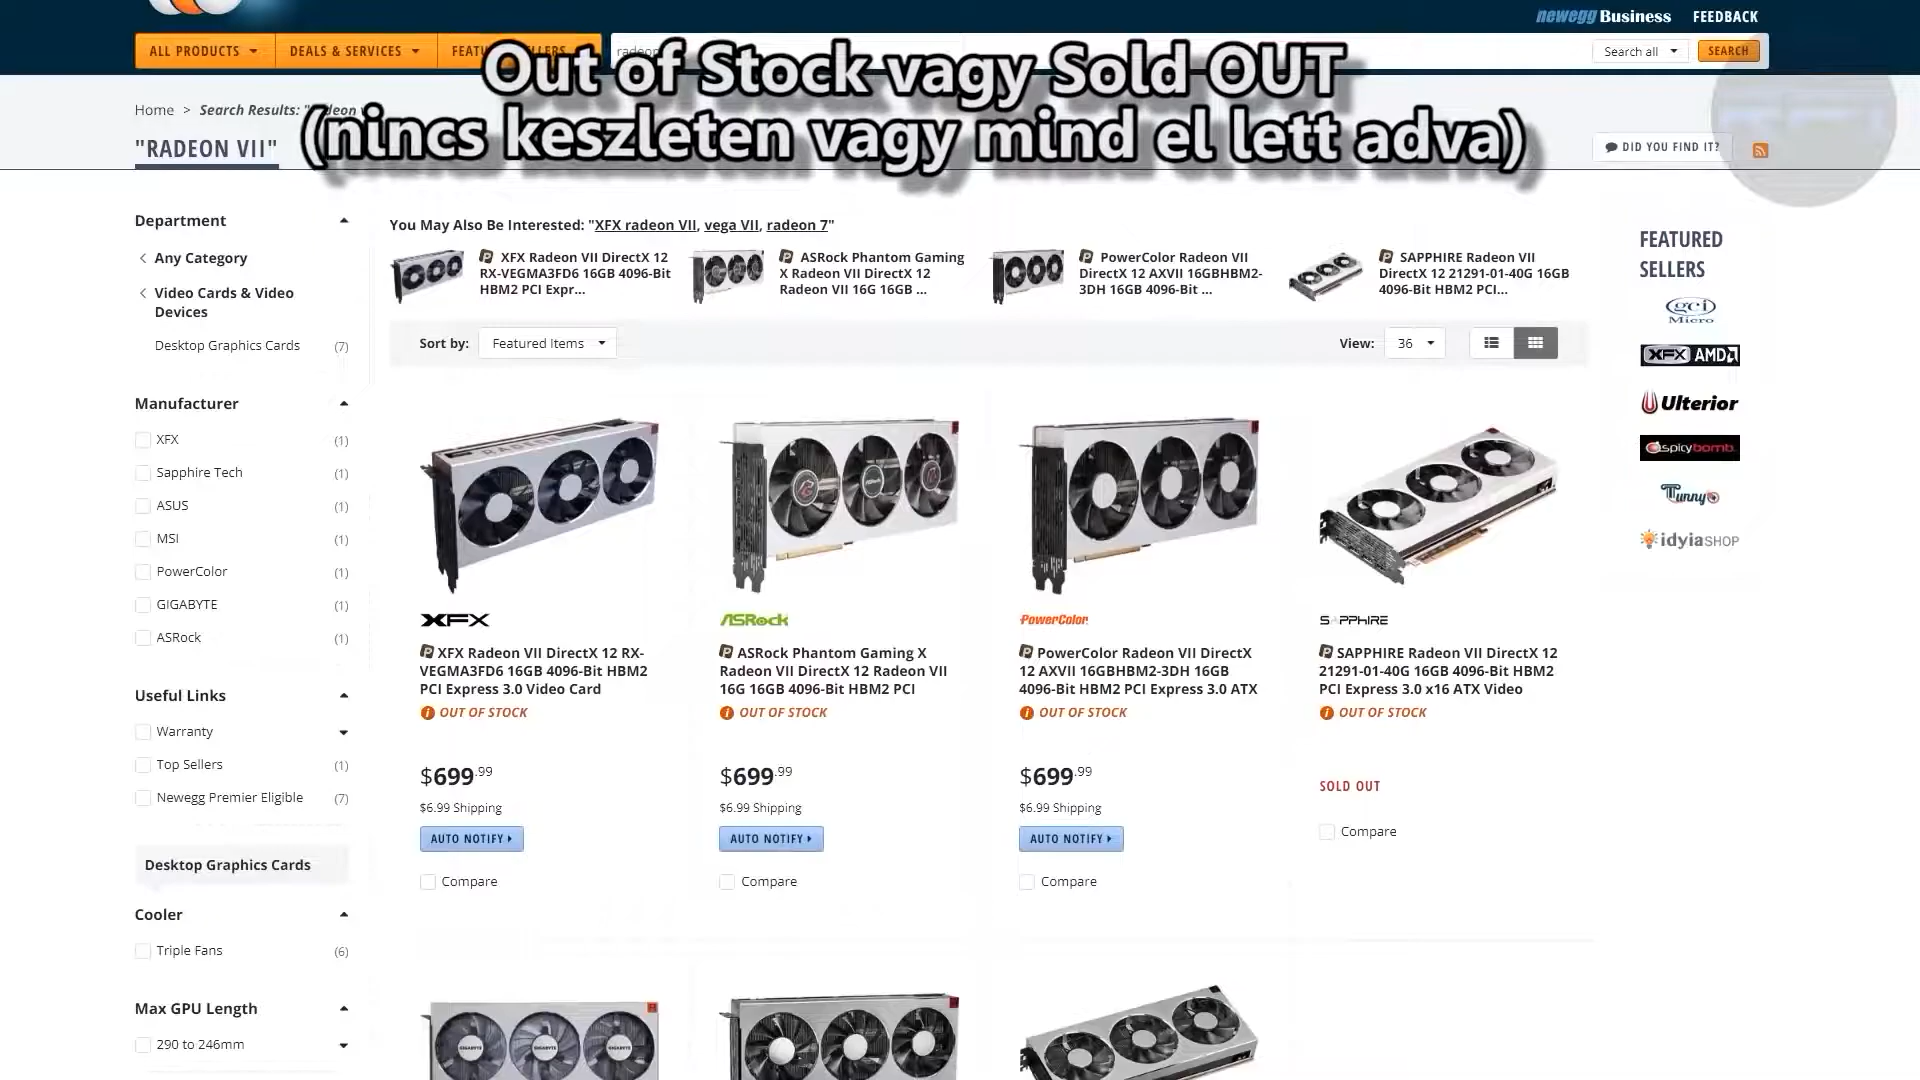 newegg Business
FEEDBACK
ALL PRODUCTS
DEALS & SERVICES
Search all
SEARCH
Out of Stock vagy Sold OUT
(nincs keszleten vagy mind el lett adva)
Home > Search Results:
"RADEON VII"
DID YOU FIND IT?
Department
Any Category
Video Cards & Video
Devices
Desktop Graphics Cards (7)
Manufacturer
XFX (1)
Sapphire Tech (1)
ASUS (1)
MSI (1)
PowerColor (1)
GIGABYTE (1)
ASRock (1)
Useful Links
Warranty
Top Sellers (1)
Newegg Premier Eligible (7)
Desktop Graphics Cards
Cooler
Triple Fans (6)
Max GPU Length
290 to 246mm
You May Also Be Interested: "XFX radeon VII, vega VII, radeon 7"
XFX Radeon VII DirectX 12
RX-VEGMA3FD6 16GB 4096-Bit
HBM2 PCI Expr...
ASRock Phantom Gaming
X Radeon VII DirectX 12
Radeon VII 16G 16GB ...
PowerColor Radeon VII
DirectX 12 AXVII 16GBHBM2-
3DH 16GB 4096-Bit ...
SAPPHIRE Radeon VII
DirectX 12 21291-01-40G 16GB
4096-Bit HBM2 PCI...
Sort by: Featured Items
View: 36
XFX
XFX Radeon VII DirectX 12 RX-
VEGMA3FD6 16GB 4096-Bit HBM2
PCI Express 3.0 Video Card
OUT OF STOCK
$699.99
$6.99 Shipping
AUTO NOTIFY
Compare
ASRock
ASRock Phantom Gaming X
Radeon VII DirectX 12 Radeon VII
16G 16GB 4096-Bit HBM2 PCI
OUT OF STOCK
$699.99
$6.99 Shipping
AUTO NOTIFY
Compare
PowerColor
PowerColor Radeon VII DirectX
12 AXVII 16GBHBM2-3DH 16GB
4096-Bit HBM2 PCI Express 3.0 ATX
OUT OF STOCK
$699.99
$6.99 Shipping
AUTO NOTIFY
Compare
SAPPHIRE
SAPPHIRE Radeon VII DirectX 12
21291-01-40G 16GB 4096-Bit HBM2
PCI Express 3.0 x16 ATX Video
OUT OF STOCK
SOLD OUT
Compare
FEATURED
SELLERS
gci
Micro
XFX AMD
Ulterior
spicybomb
Tunny
idyiaSHOP